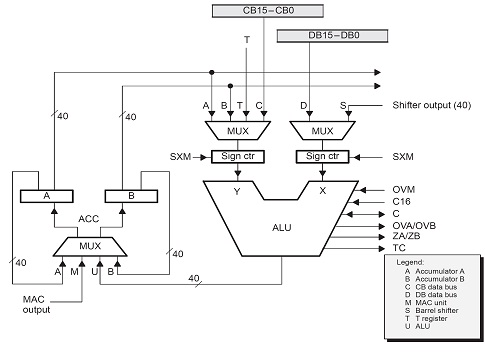 CB15–CB0
DB15–DB0
T
A B T C D S Shifter output (40)
MUX MUX
40 40
SXM Sign ctr Sign ctr SXM
Y X
A B
OVM
C16
C
OVA/OVB
ZA/ZB
TC
ALU
ACC
MUX
40 40
A M U B
40
MAC
output
Legend:
A Accumulator A
B Accumulator B
C CB data bus
D DB data bus
M MAC unit
S Barrel shifter
T T register
U ALU